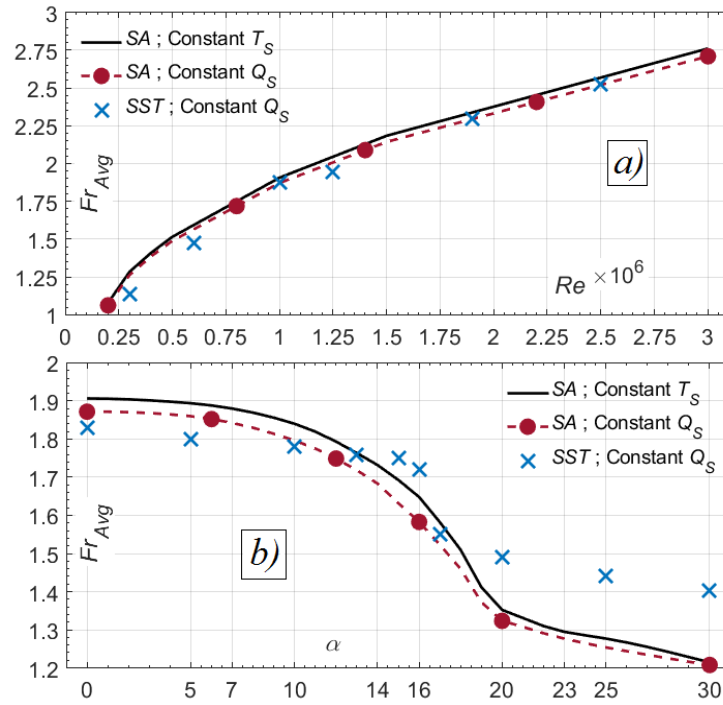 3
2.75
2.5
2.25
2
1.75
1.5
1.25
1
Fr_Avg
SA ; Constant T_S
SA ; Constant Q_S
SST ; Constant Q_S
a)
Re ×10^6
0 0.25 0.5 0.75 1 1.25 1.5 1.75 2 2.25 2.5 2.75 3
2
1.9
1.8
1.7
1.6
1.5
1.4
1.3
1.2
Fr_Avg
SA ; Constant T_S
SA ; Constant Q_S
SST ; Constant Q_S
b)
α
0 5 7 10 14 16 20 23 25 30